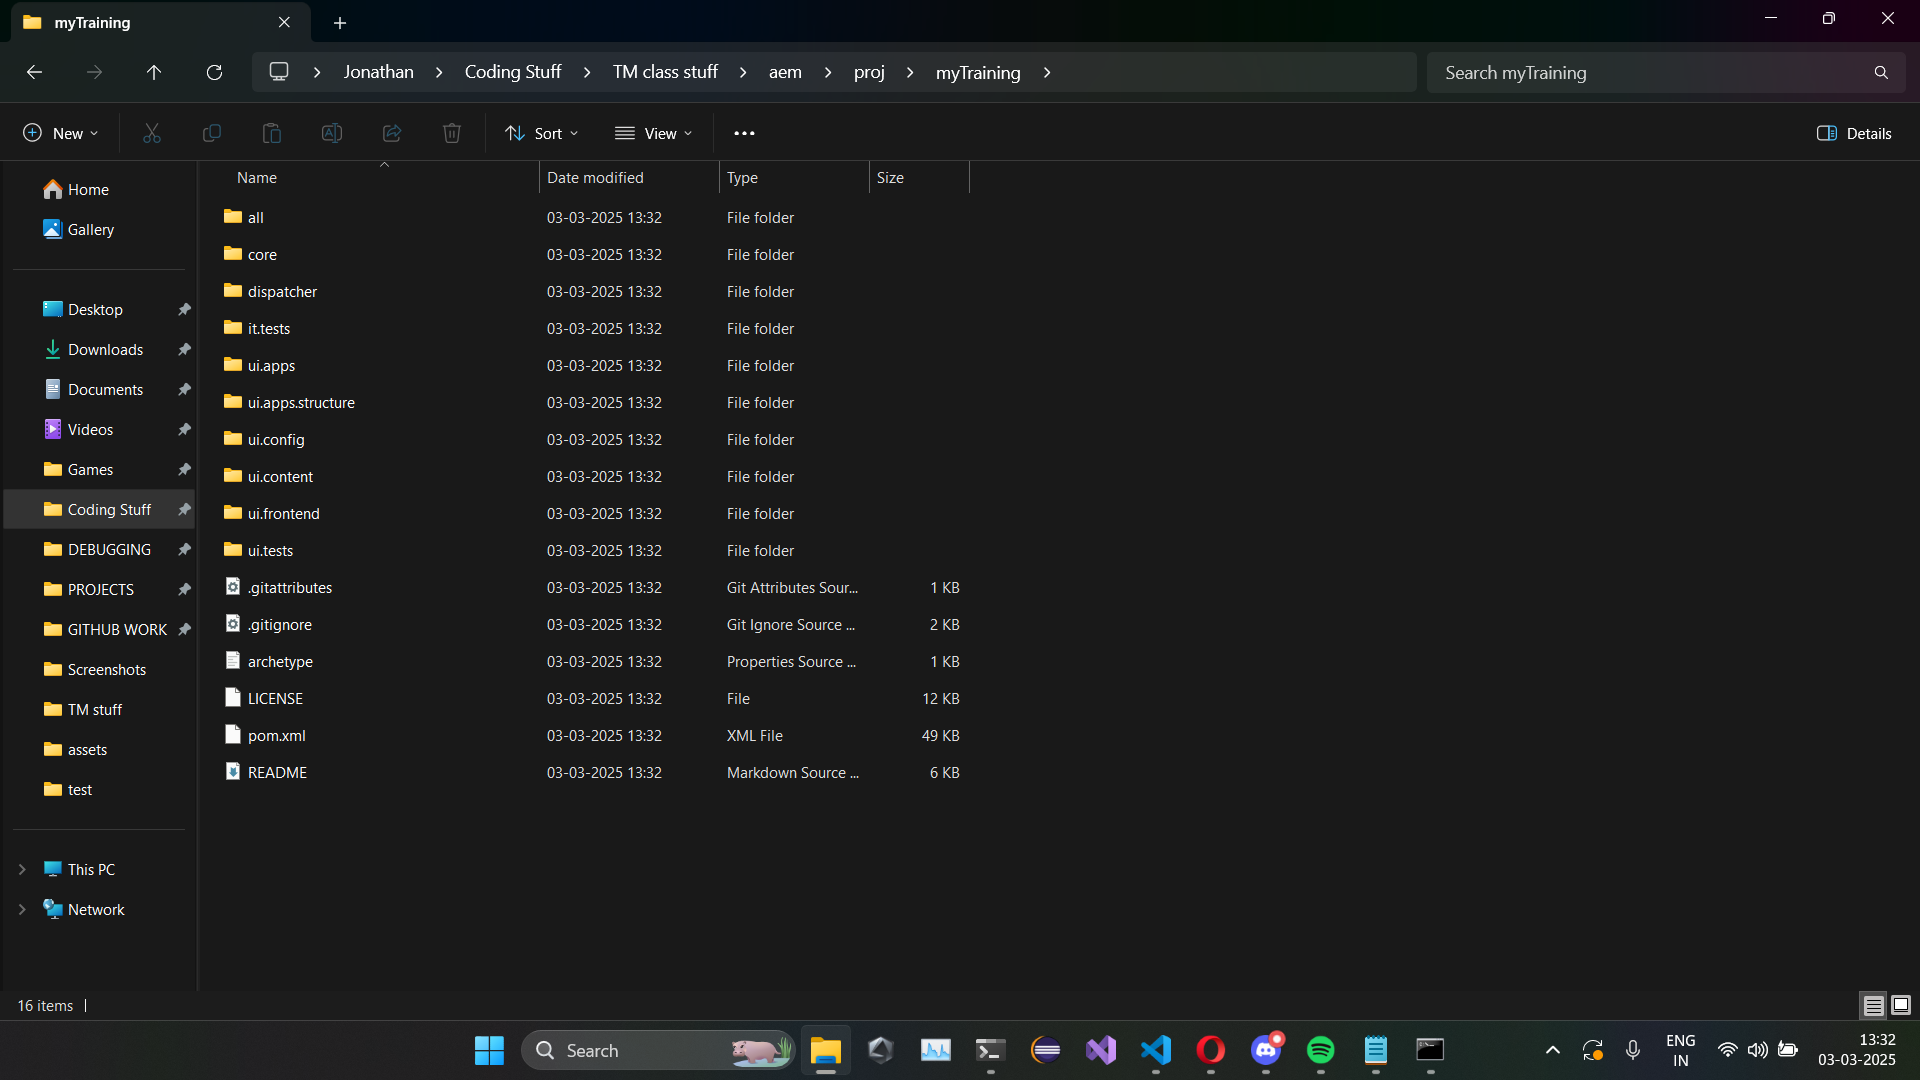 myTraining
Jonathan > Coding Stuff > TM class stuff > aem > proj > myTraining >
Search myTraining
New
Sort
View
Details
Name Date modified Type Size
Home
Gallery
Desktop
Downloads
Documents
Videos
Games
Coding Stuff
DEBUGGING
PROJECTS
GITHUB WORK
Screenshots
TM stuff
assets
test
This PC
Network
all 03-03-2025 13:32 File folder
core 03-03-2025 13:32 File folder
dispatcher 03-03-2025 13:32 File folder
it.tests 03-03-2025 13:32 File folder
ui.apps 03-03-2025 13:32 File folder
ui.apps.structure 03-03-2025 13:32 File folder
ui.config 03-03-2025 13:32 File folder
ui.content 03-03-2025 13:32 File folder
ui.frontend 03-03-2025 13:32 File folder
ui.tests 03-03-2025 13:32 File folder
.gitattributes 03-03-2025 13:32 Git Attributes Sour... 1 KB
.gitignore 03-03-2025 13:32 Git Ignore Source ... 2 KB
archetype 03-03-2025 13:32 Properties Source ... 1 KB
LICENSE 03-03-2025 13:32 File 12 KB
pom.xml 03-03-2025 13:32 XML File 49 KB
README 03-03-2025 13:32 Markdown Source ... 6 KB
16 items
Search
ENG
IN
13:32
03-03-2025